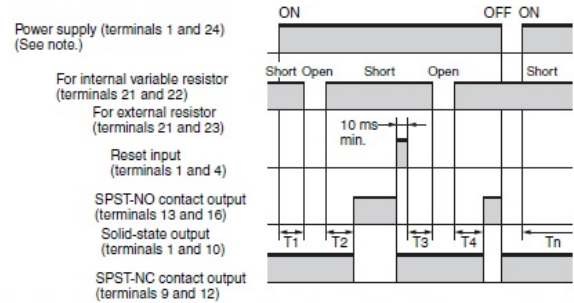 ON
OFF ON
Power supply (terminals 1 and 24)
(See note.)
Short Open Short Open Short
For internal variable resistor
(terminals 21 and 22)
For external resistor
(terminals 21 and 23)
10 ms
min.
Reset input
(terminals 1 and 4)
SPST-NO contact output
(terminals 13 and 16)
Solid-state output
(terminals 1 and 10)
T1 T2 T3 T4 Tn
SPST-NC contact output
(terminals 9 and 12)